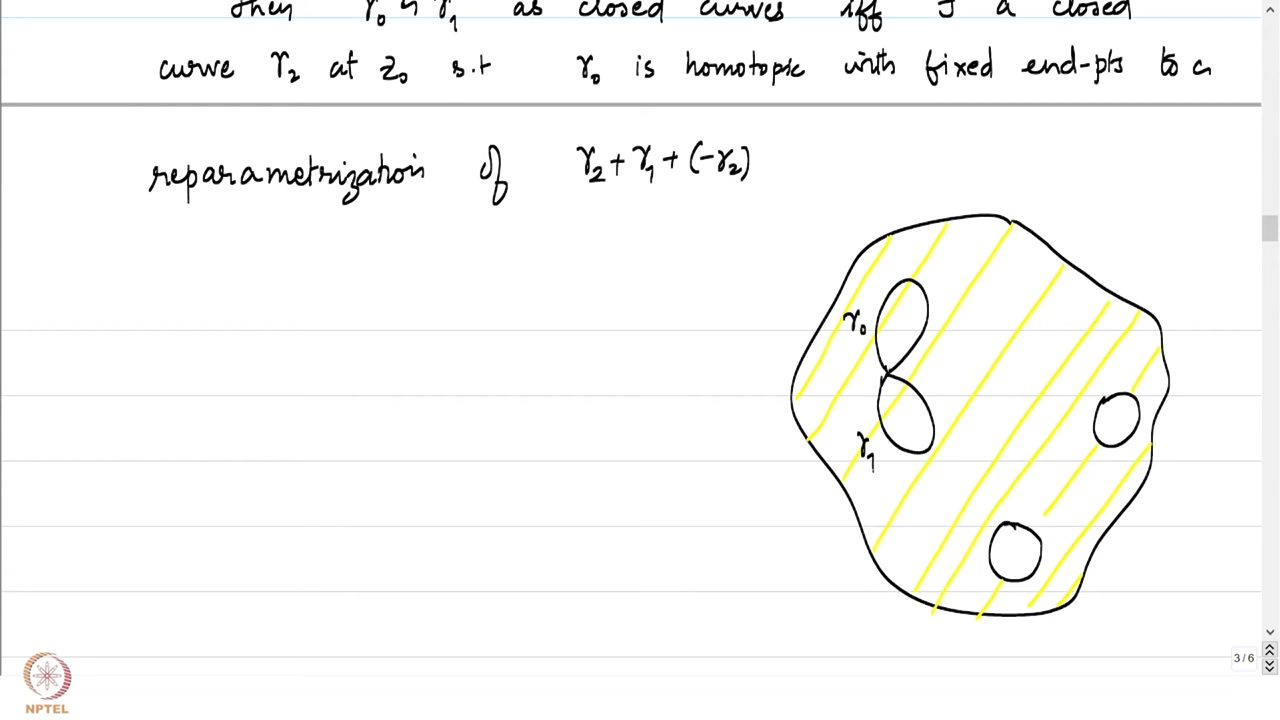 then γ₀ ~ γ₁ as closed curves iff ∃ a closed
curve γ₂ at z₀ s.t γ₀ is homotopic with fixed end-pts to a
reparametrization of γ₂ + γ₁ + (-γ₂)
γ₀
γ₁
3 / 6
NPTEL